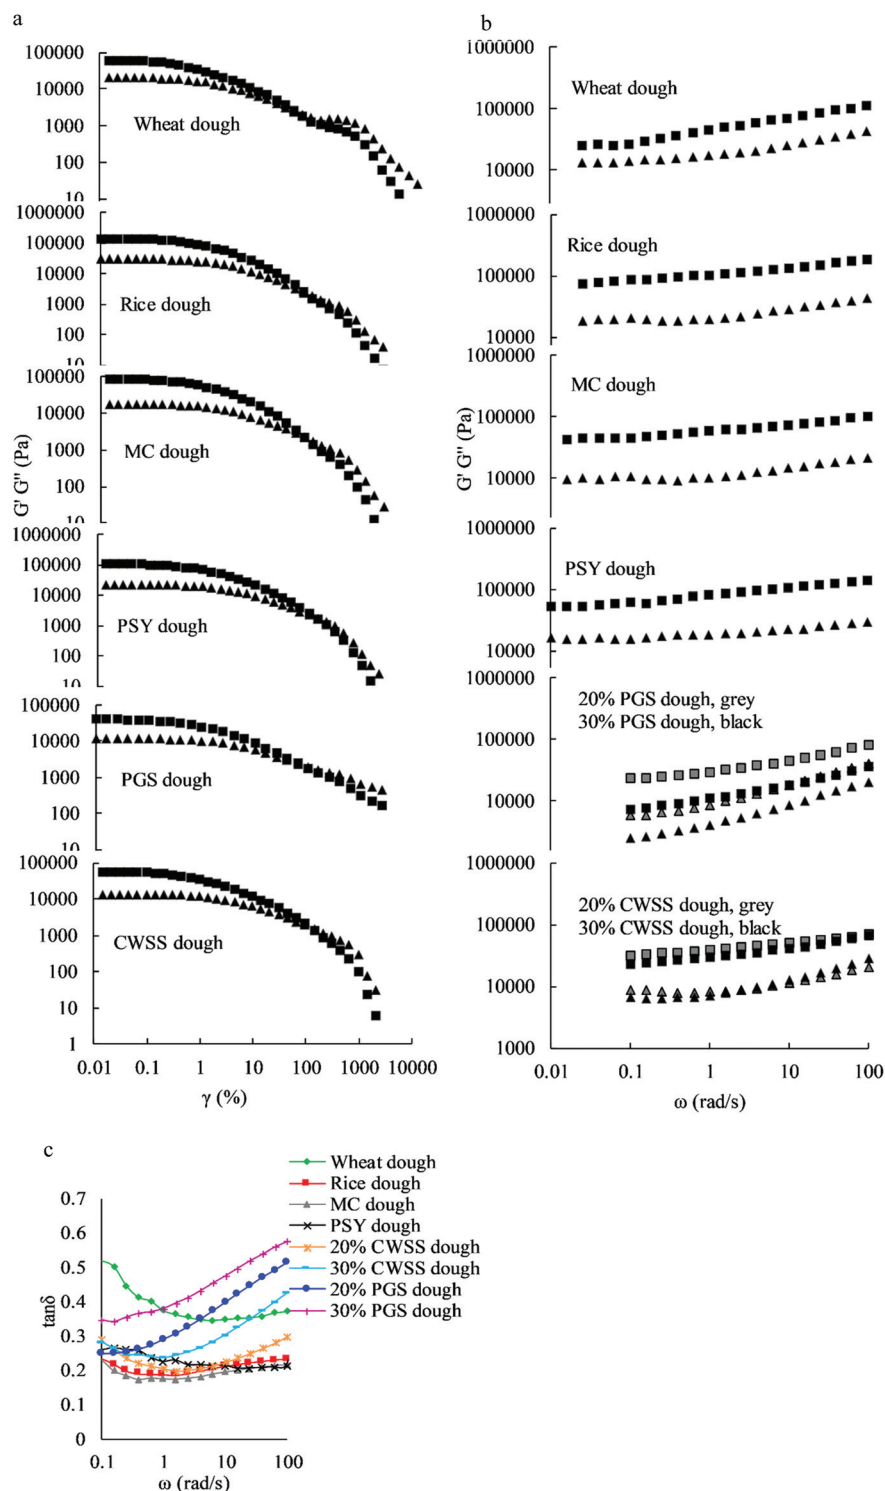 a
100000
10000
1000
100
10
Wheat dough
1000000
100000
10000
1000
100
10
Rice dough
100000
10000
1000
100
10
MC dough
G' G" (Pa)
1000000
100000
10000
1000
100
10
PSY dough
100000
10000
1000
100
10
PGS dough
100000
10000
1000
100
10
1
CWSS dough
0.01 0.1 1 10 100 1000 10000
γ (%)
b
1000000
100000
10000
Wheat dough
1000000
100000
10000
Rice dough
1000000
100000
10000
MC dough
G' G" (Pa)
1000000
100000
10000
PSY dough
1000000
100000
10000
20% PGS dough, grey
30% PGS dough, black
1000000
100000
10000
1000
20% CWSS dough, grey
30% CWSS dough, black
0.01 0.1 1 10 100
ω (rad/s)
c
0.7
0.6
0.5
0.4
0.3
0.2
0.1
0
tanδ
0.1 1 10 100
ω (rad/s)
Wheat dough
Rice dough
MC dough
PSY dough
20% CWSS dough
30% CWSS dough
20% PGS dough
30% PGS dough